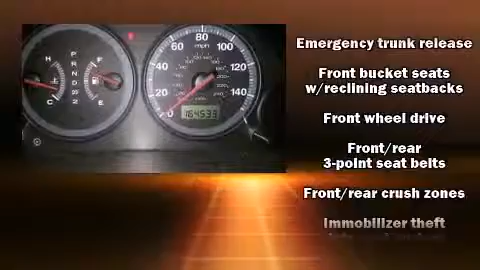 H
C
P
R
N
D
2
F
E
0
20
40
60
80
100
120
140
mph
164533
Emergency trunk release
Front bucket seats
w/reclining seatbacks
Front wheel drive
Front/rear
3-point seat belts
Front/rear crush zones
Immobilizer theft